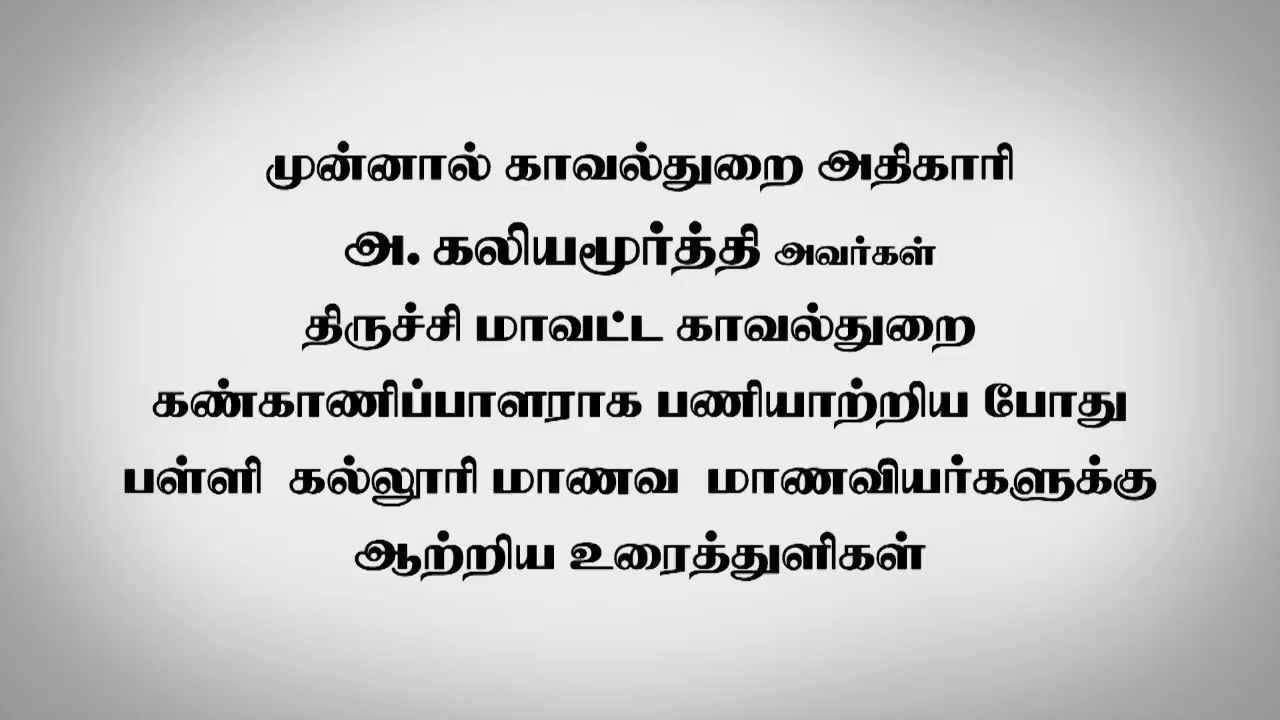 முன்னால் காவல்துறை அதிகாரி
அ. கலியமூர்த்தி அவர்கள்
திருச்சி மாவட்ட காவல்துறை
கண்காணிப்பாளராக பணியாற்றிய போது
பள்ளி கல்லூரி மாணவ மாணவியர்களுக்கு
ஆற்றிய உரைத்துளிகள்